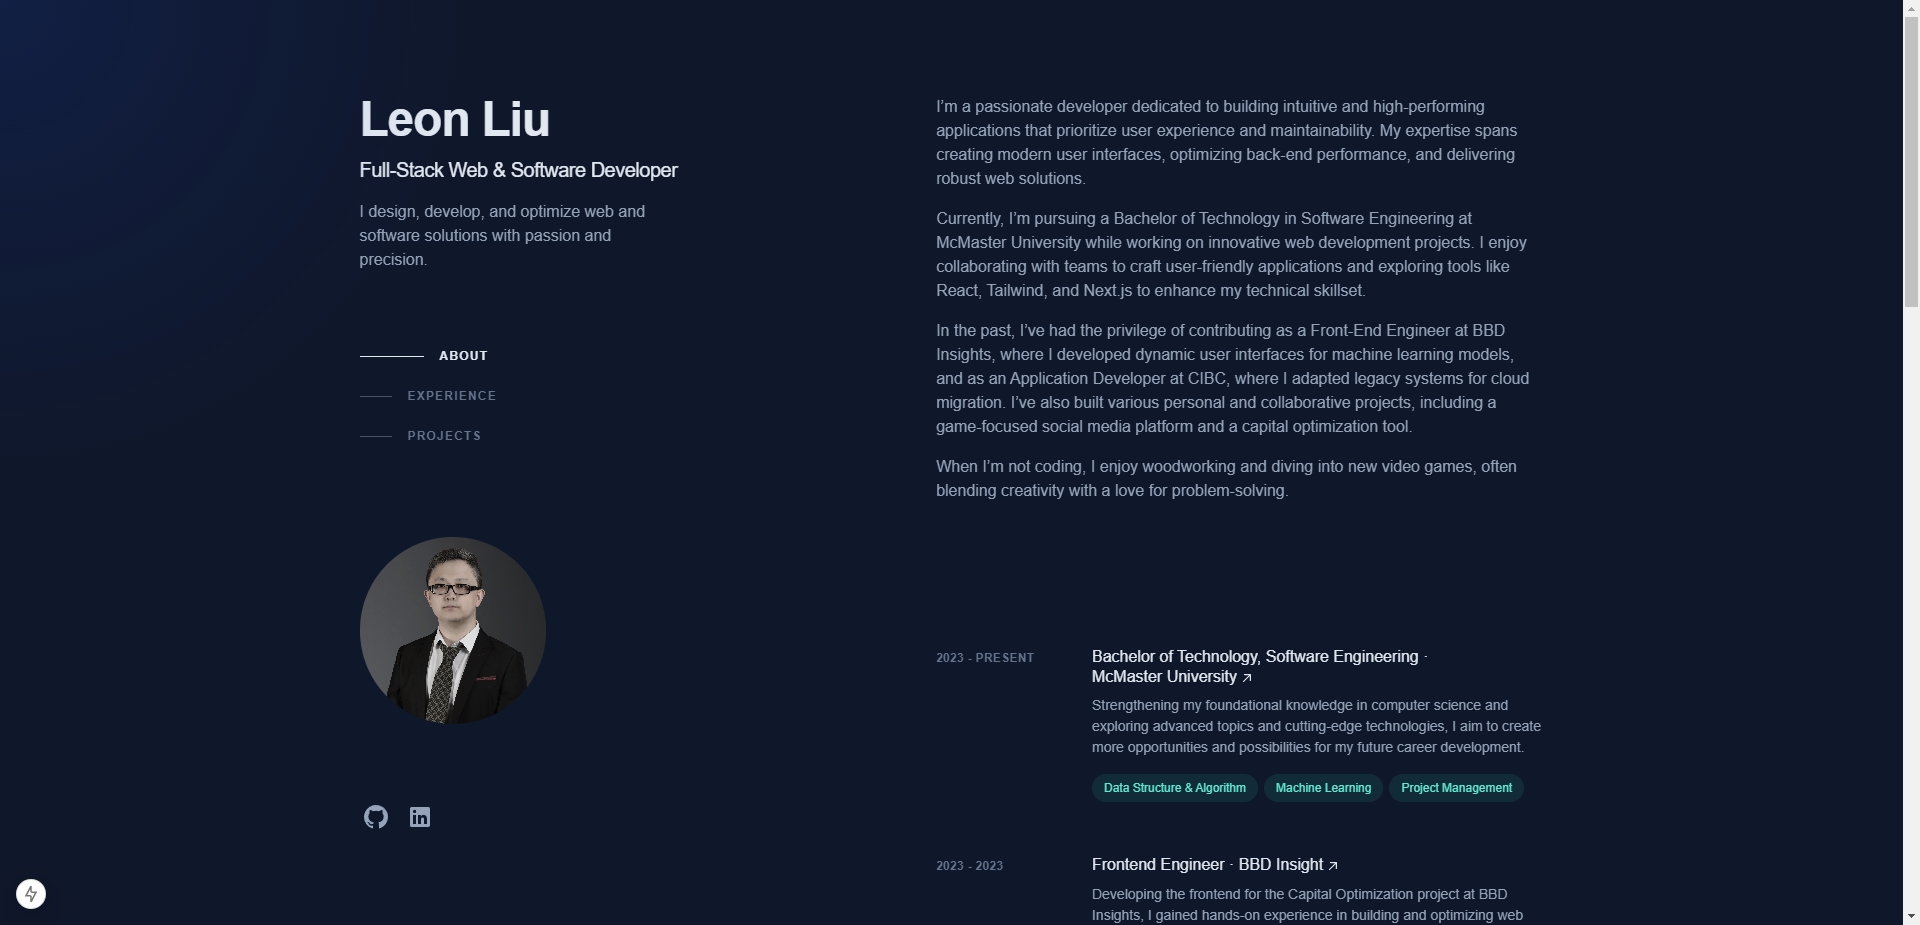 Leon Liu
Full-Stack Web & Software Developer
I design, develop, and optimize web and
software solutions with passion and
precision.
ABOUT
EXPERIENCE
PROJECTS
I’m a passionate developer dedicated to building intuitive and high-performing
applications that prioritize user experience and maintainability. My expertise spans
creating modern user interfaces, optimizing back-end performance, and delivering
robust web solutions.
Currently, I’m pursuing a Bachelor of Technology in Software Engineering at
McMaster University while working on innovative web development projects. I enjoy
collaborating with teams to craft user-friendly applications and exploring tools like
React, Tailwind, and Next.js to enhance my technical skillset.
In the past, I’ve had the privilege of contributing as a Front-End Engineer at BBD
Insights, where I developed dynamic user interfaces for machine learning models,
and as an Application Developer at CIBC, where I adapted legacy systems for cloud
migration. I’ve also built various personal and collaborative projects, including a
game-focused social media platform and a capital optimization tool.
When I’m not coding, I enjoy woodworking and diving into new video games, often
blending creativity with a love for problem-solving.
2023 - PRESENT
Bachelor of Technology, Software Engineering ·
McMaster University
Strengthening my foundational knowledge in computer science and
exploring advanced topics and cutting-edge technologies, I aim to create
more opportunities and possibilities for my future career development.
Data Structure & Algorithm
Machine Learning
Project Management
2023 - 2023
Frontend Engineer · BBD Insight
Developing the frontend for the Capital Optimization project at BBD
Insights, I gained hands-on experience in building and optimizing web